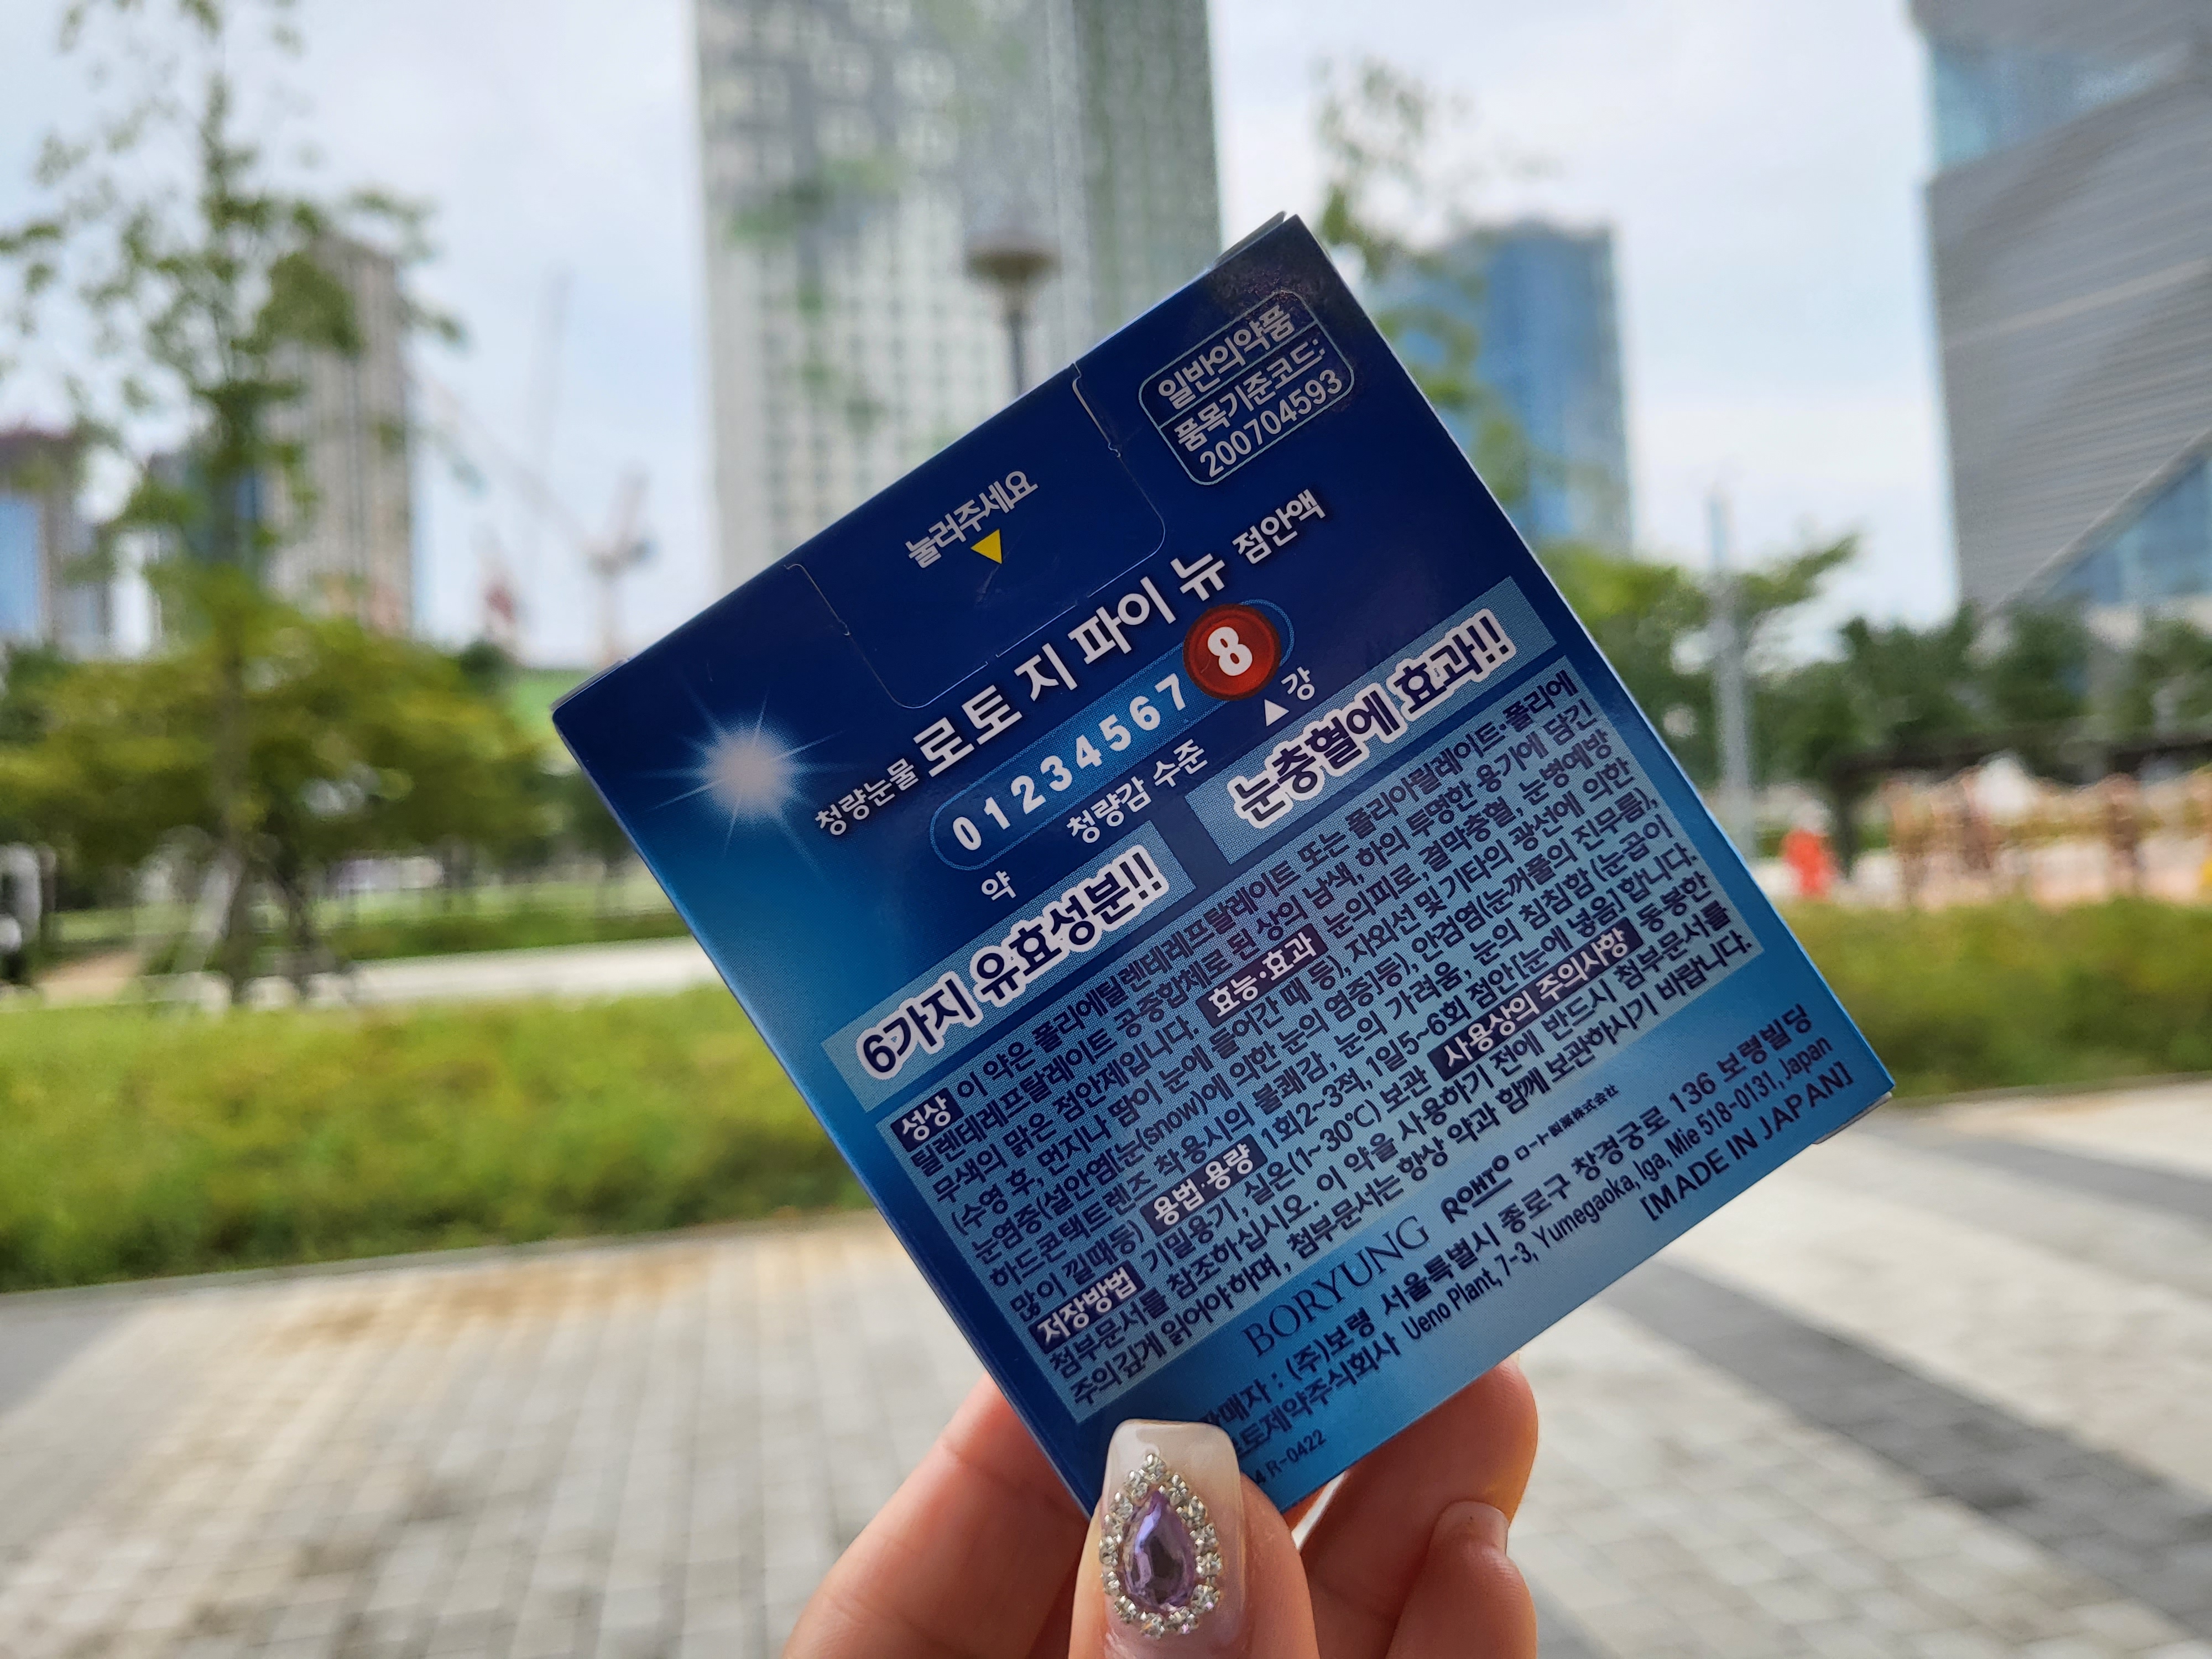 일반의약품
품목기준코드:
200704593
눌러주세요
청량눈물 로토 지 파이 뉴 점안액
0 1 2 3 4 5 6 7 8
약 청량감 수준 강
6가지 유효성분!! 눈충혈에 효과!!
성상 이 약은 폴리에틸렌테레프탈레이트 또는 폴리아릴레이트·폴리에
틸렌테레프탈레이트 공중합체로 된 상의 남색, 하의 투명한 용기에 담긴
무색의 맑은 점안제입니다. 효능·효과 눈의피로, 결막충혈, 눈병예방
(수영 후, 먼지나 땀이 눈에 들어간 때 등), 자외선 및 기타의 광선에 의한
눈염증(설안염(눈(snow)에 의한 눈의 염증)등), 안검염(눈꺼풀의 진무름),
하드콘택트렌즈 착용시의 불쾌감, 눈의 가려움, 눈의 침침함 (눈곱이
많이 낄때등) 용법·용량 1회2~3적, 1일5~6회 점안(눈에 넣음)합니다.
저장방법 기밀용기, 실온(1~30℃) 보관 사용상의 주의사항 동봉한
첨부문서를 참조하십시오. 이 약을 사용하기 전에 반드시 첨부문서를
주의 깊게 읽어야하며, 첨부문서는 항상 약과 함께 보관하시기 바랍니다.
BORYUNG ROHTO ロート製薬株式会社
판매자 : (주)보령 서울특별시 종로구 창경궁로 136 보령빌딩
로토제약주식회사 Ueno Plant, 7-3, Yumegaoka, Iga, Mie 518-0131, Japan
R-0422 [MADE IN JAPAN]